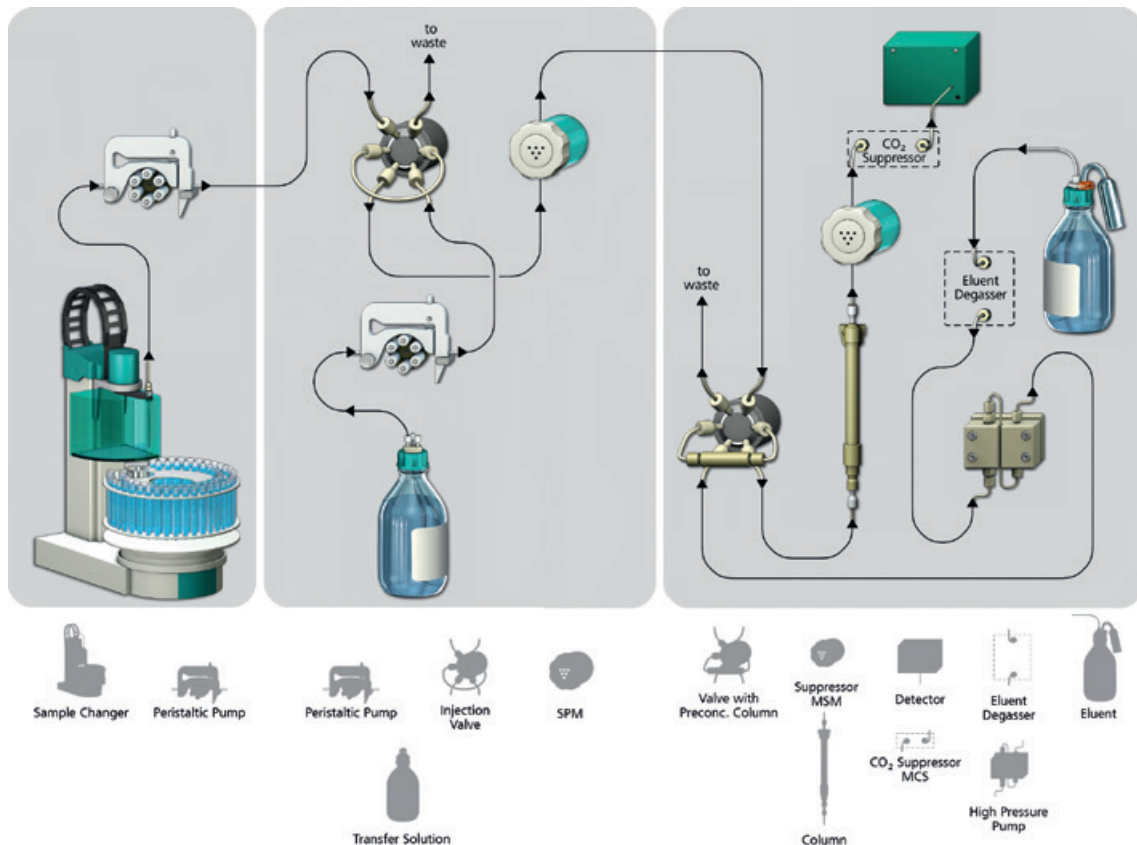 to
waste
CO₂
Suppressor
Eluent
Degasser
to
waste
Sample Changer
Peristaltic Pump
Peristaltic Pump
Injection
Valve
SPM
Transfer Solution
Valve with
Preconc. Column
Suppressor
MSM
Column
Detector
CO₂ Suppressor
MCS
Eluent
Degasser
High Pressure
Pump
Eluent